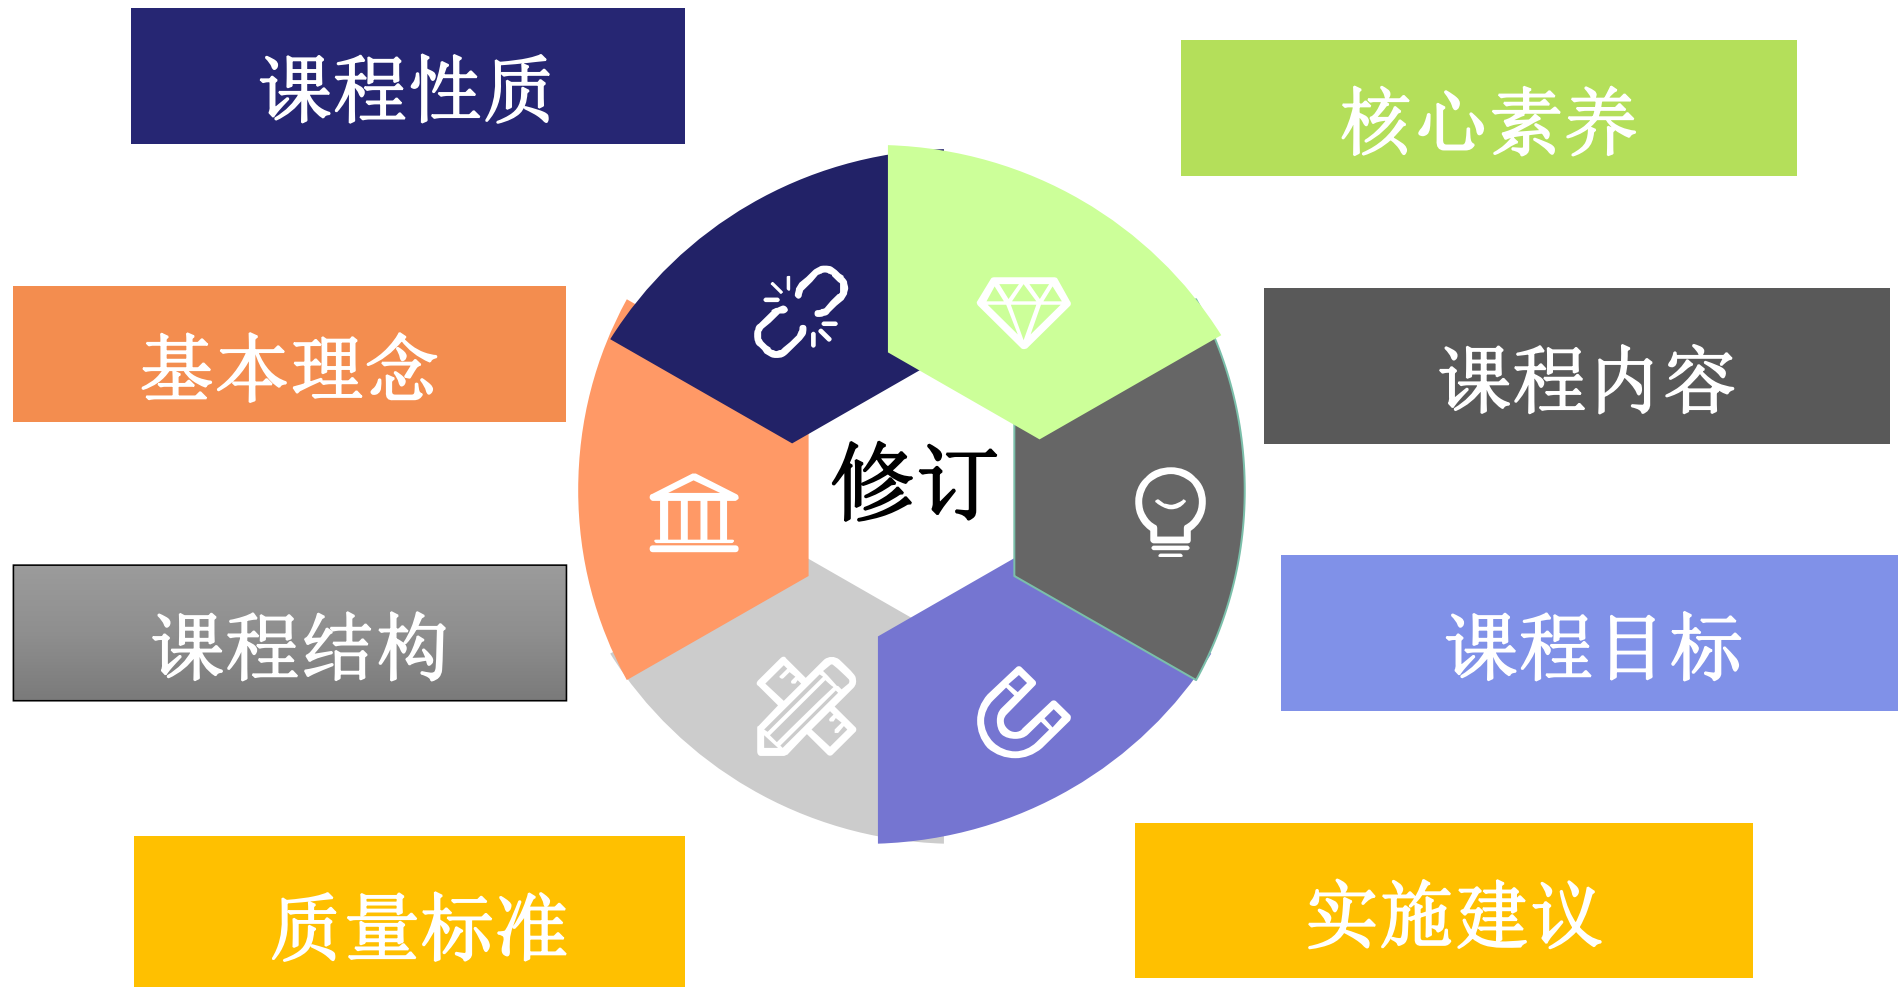 课程性质
核心素养
基本理念
课程内容
修订
课程结构
课程目标
质量标准
实施建议